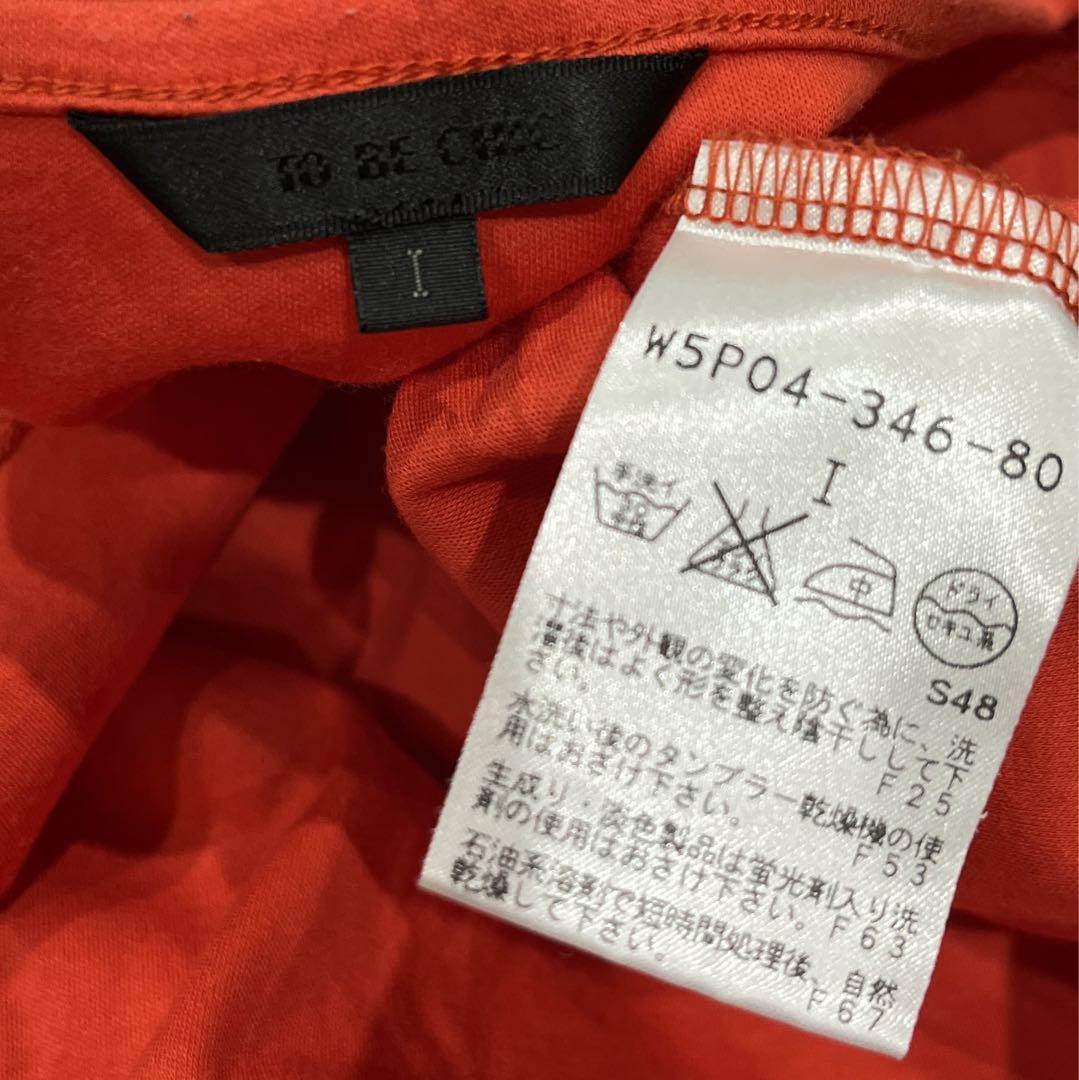 TO BE CHIC
I
W5P04-346-80
I
手洗イ
中
ドライ
セキユ系
S48
寸法や外観の変化を防ぐ為に、洗
濯後はよく形を整え陰干しして下
さい。 F25
水洗い後のタンブラー乾燥機の使
用はおさけ下さい。 F53
生成り・淡色製品は蛍光剤入り洗
剤の使用はおさけ下さい。 F63
石油系溶剤で短時間処理後、自然
乾燥して下さい。 F67